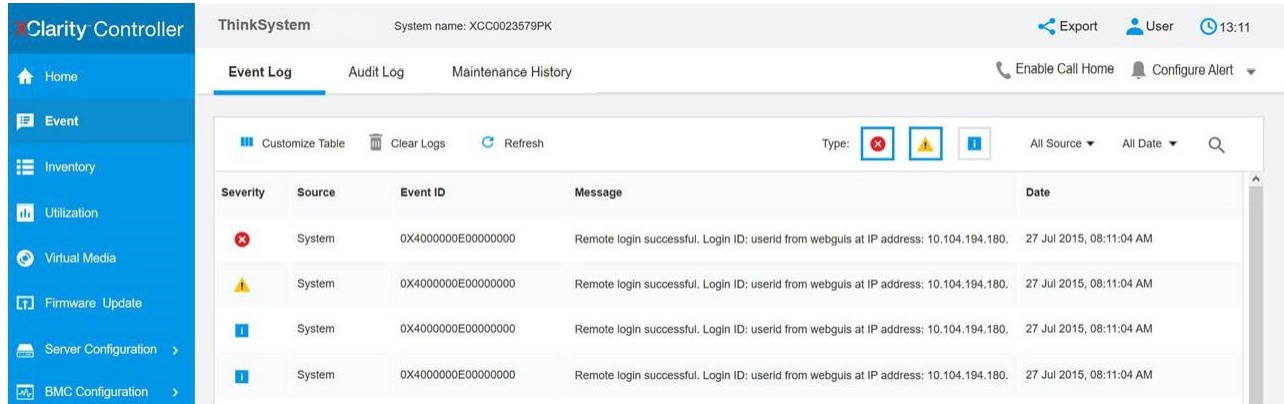 XClarity Controller
ThinkSystem System name: XCC0023579PK Export User 13:11
Home
Event Log Audit Log Maintenance History Enable Call Home Configure Alert
Event
Customize Table Clear Logs Refresh Type: All Source All Date
Inventory
Severity Source Event ID Message Date
Utilization
System 0X4000000E00000000 Remote login successful. Login ID: userid from webguis at IP address: 10.104.194.180. 27 Jul 2015, 08:11:04 AM
Virtual Media
System 0X4000000E00000000 Remote login successful. Login ID: userid from webguis at IP address: 10.104.194.180. 27 Jul 2015, 08:11:04 AM
Firmware Update
System 0X4000000E00000000 Remote login successful. Login ID: userid from webguis at IP address: 10.104.194.180. 27 Jul 2015, 08:11:04 AM
Server Configuration
System 0X4000000E00000000 Remote login successful. Login ID: userid from webguis at IP address: 10.104.194.180. 27 Jul 2015, 08:11:04 AM
BMC Configuration